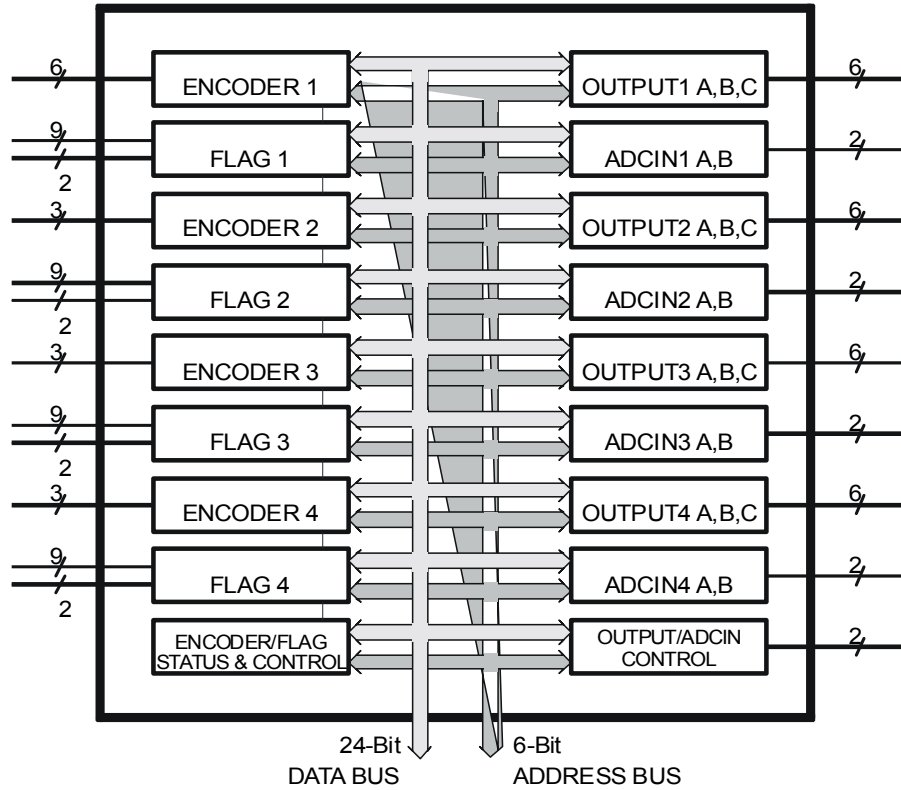 6 ENCODER 1 OUTPUT1 A,B,C 6
9 FLAG 1 ADCIN1 A,B 2
2
3 ENCODER 2 OUTPUT2 A,B,C 6
9 FLAG 2 ADCIN2 A,B 2
2
3 ENCODER 3 OUTPUT3 A,B,C 6
9 FLAG 3 ADCIN3 A,B 2
2
3 ENCODER 4 OUTPUT4 A,B,C 6
9 FLAG 4 ADCIN4 A,B 2
2
ENCODER/FLAG
STATUS & CONTROL
OUTPUT/ADCIN
CONTROL
2
24-Bit
DATA BUS
6-Bit
ADDRESS BUS